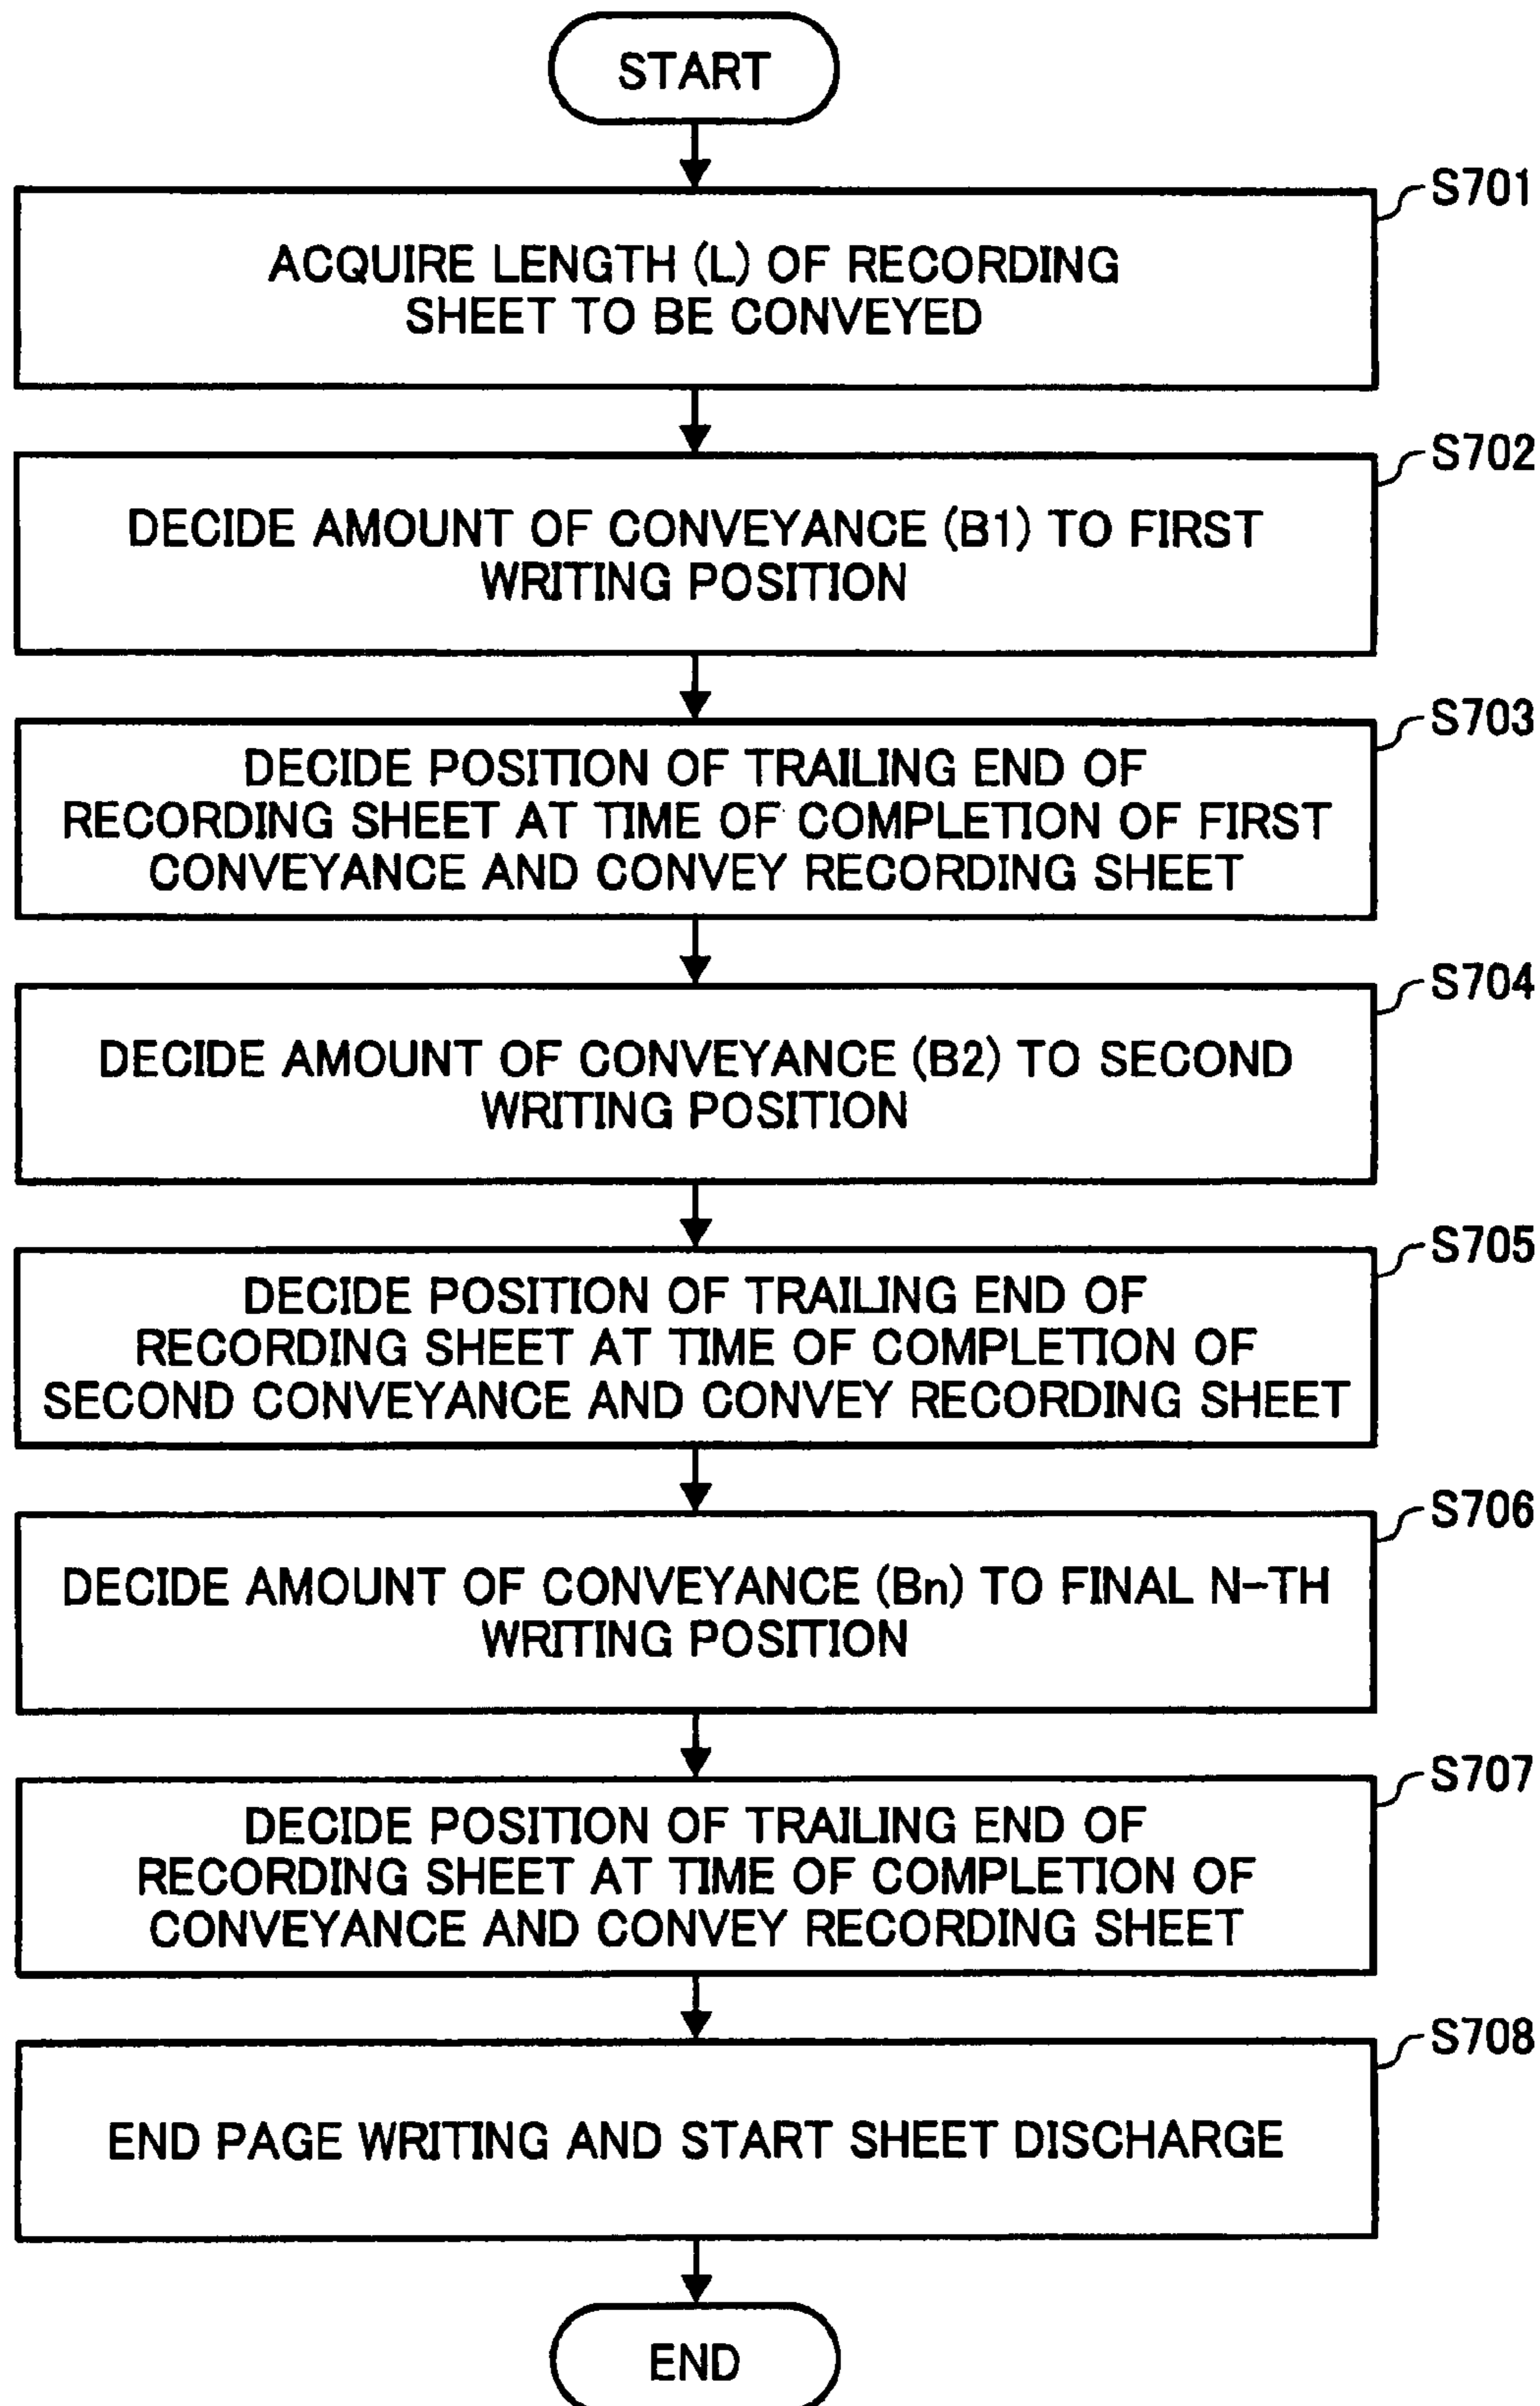 START
S701
ACQUIRE LENGTH (L) OF RECORDING
SHEET TO BE CONVEYED
S702
DECIDE AMOUNT OF CONVEYANCE (B1) TO FIRST
WRITING POSITION
S703
DECIDE POSITION OF TRAILING END OF
RECORDING SHEET AT TIME OF COMPLETION OF FIRST
CONVEYANCE AND CONVEY RECORDING SHEET
S704
DECIDE AMOUNT OF CONVEYANCE (B2) TO SECOND
WRITING POSITION
S705
DECIDE POSITION OF TRAILING END OF
RECORDING SHEET AT TIME OF COMPLETION OF
SECOND CONVEYANCE AND CONVEY RECORDING SHEET
S706
DECIDE AMOUNT OF CONVEYANCE (Bn) TO FINAL N-TH
WRITING POSITION
S707
DECIDE POSITION OF TRAILING END OF
RECORDING SHEET AT TIME OF COMPLETION OF
CONVEYANCE AND CONVEY RECORDING SHEET
S708
END PAGE WRITING AND START SHEET DISCHARGE
END